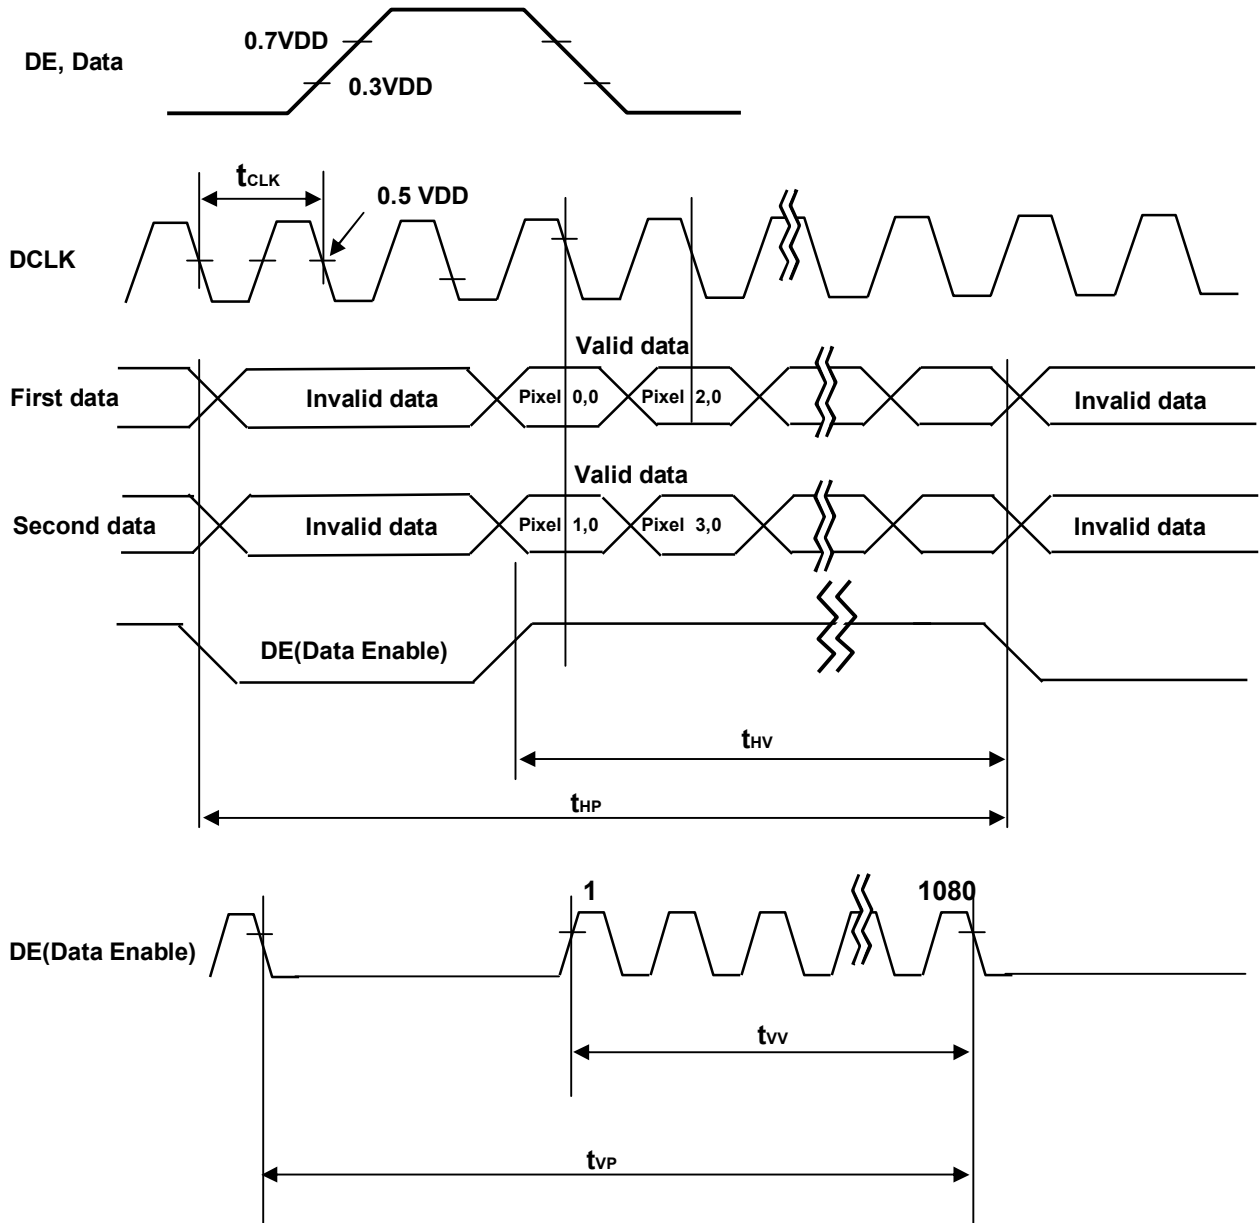 0.7VDD
DE, Data
0.3VDD
tCLK
0.5 VDD
DCLK
Valid data
First data
Invalid data
Pixel 0,0
Pixel 2,0
Invalid data
Valid data
Second data
Invalid data
Pixel 1,0
Pixel 3,0
Invalid data
DE(Data Enable)
tHV
tHP
1
1080
DE(Data Enable)
tVV
tVP